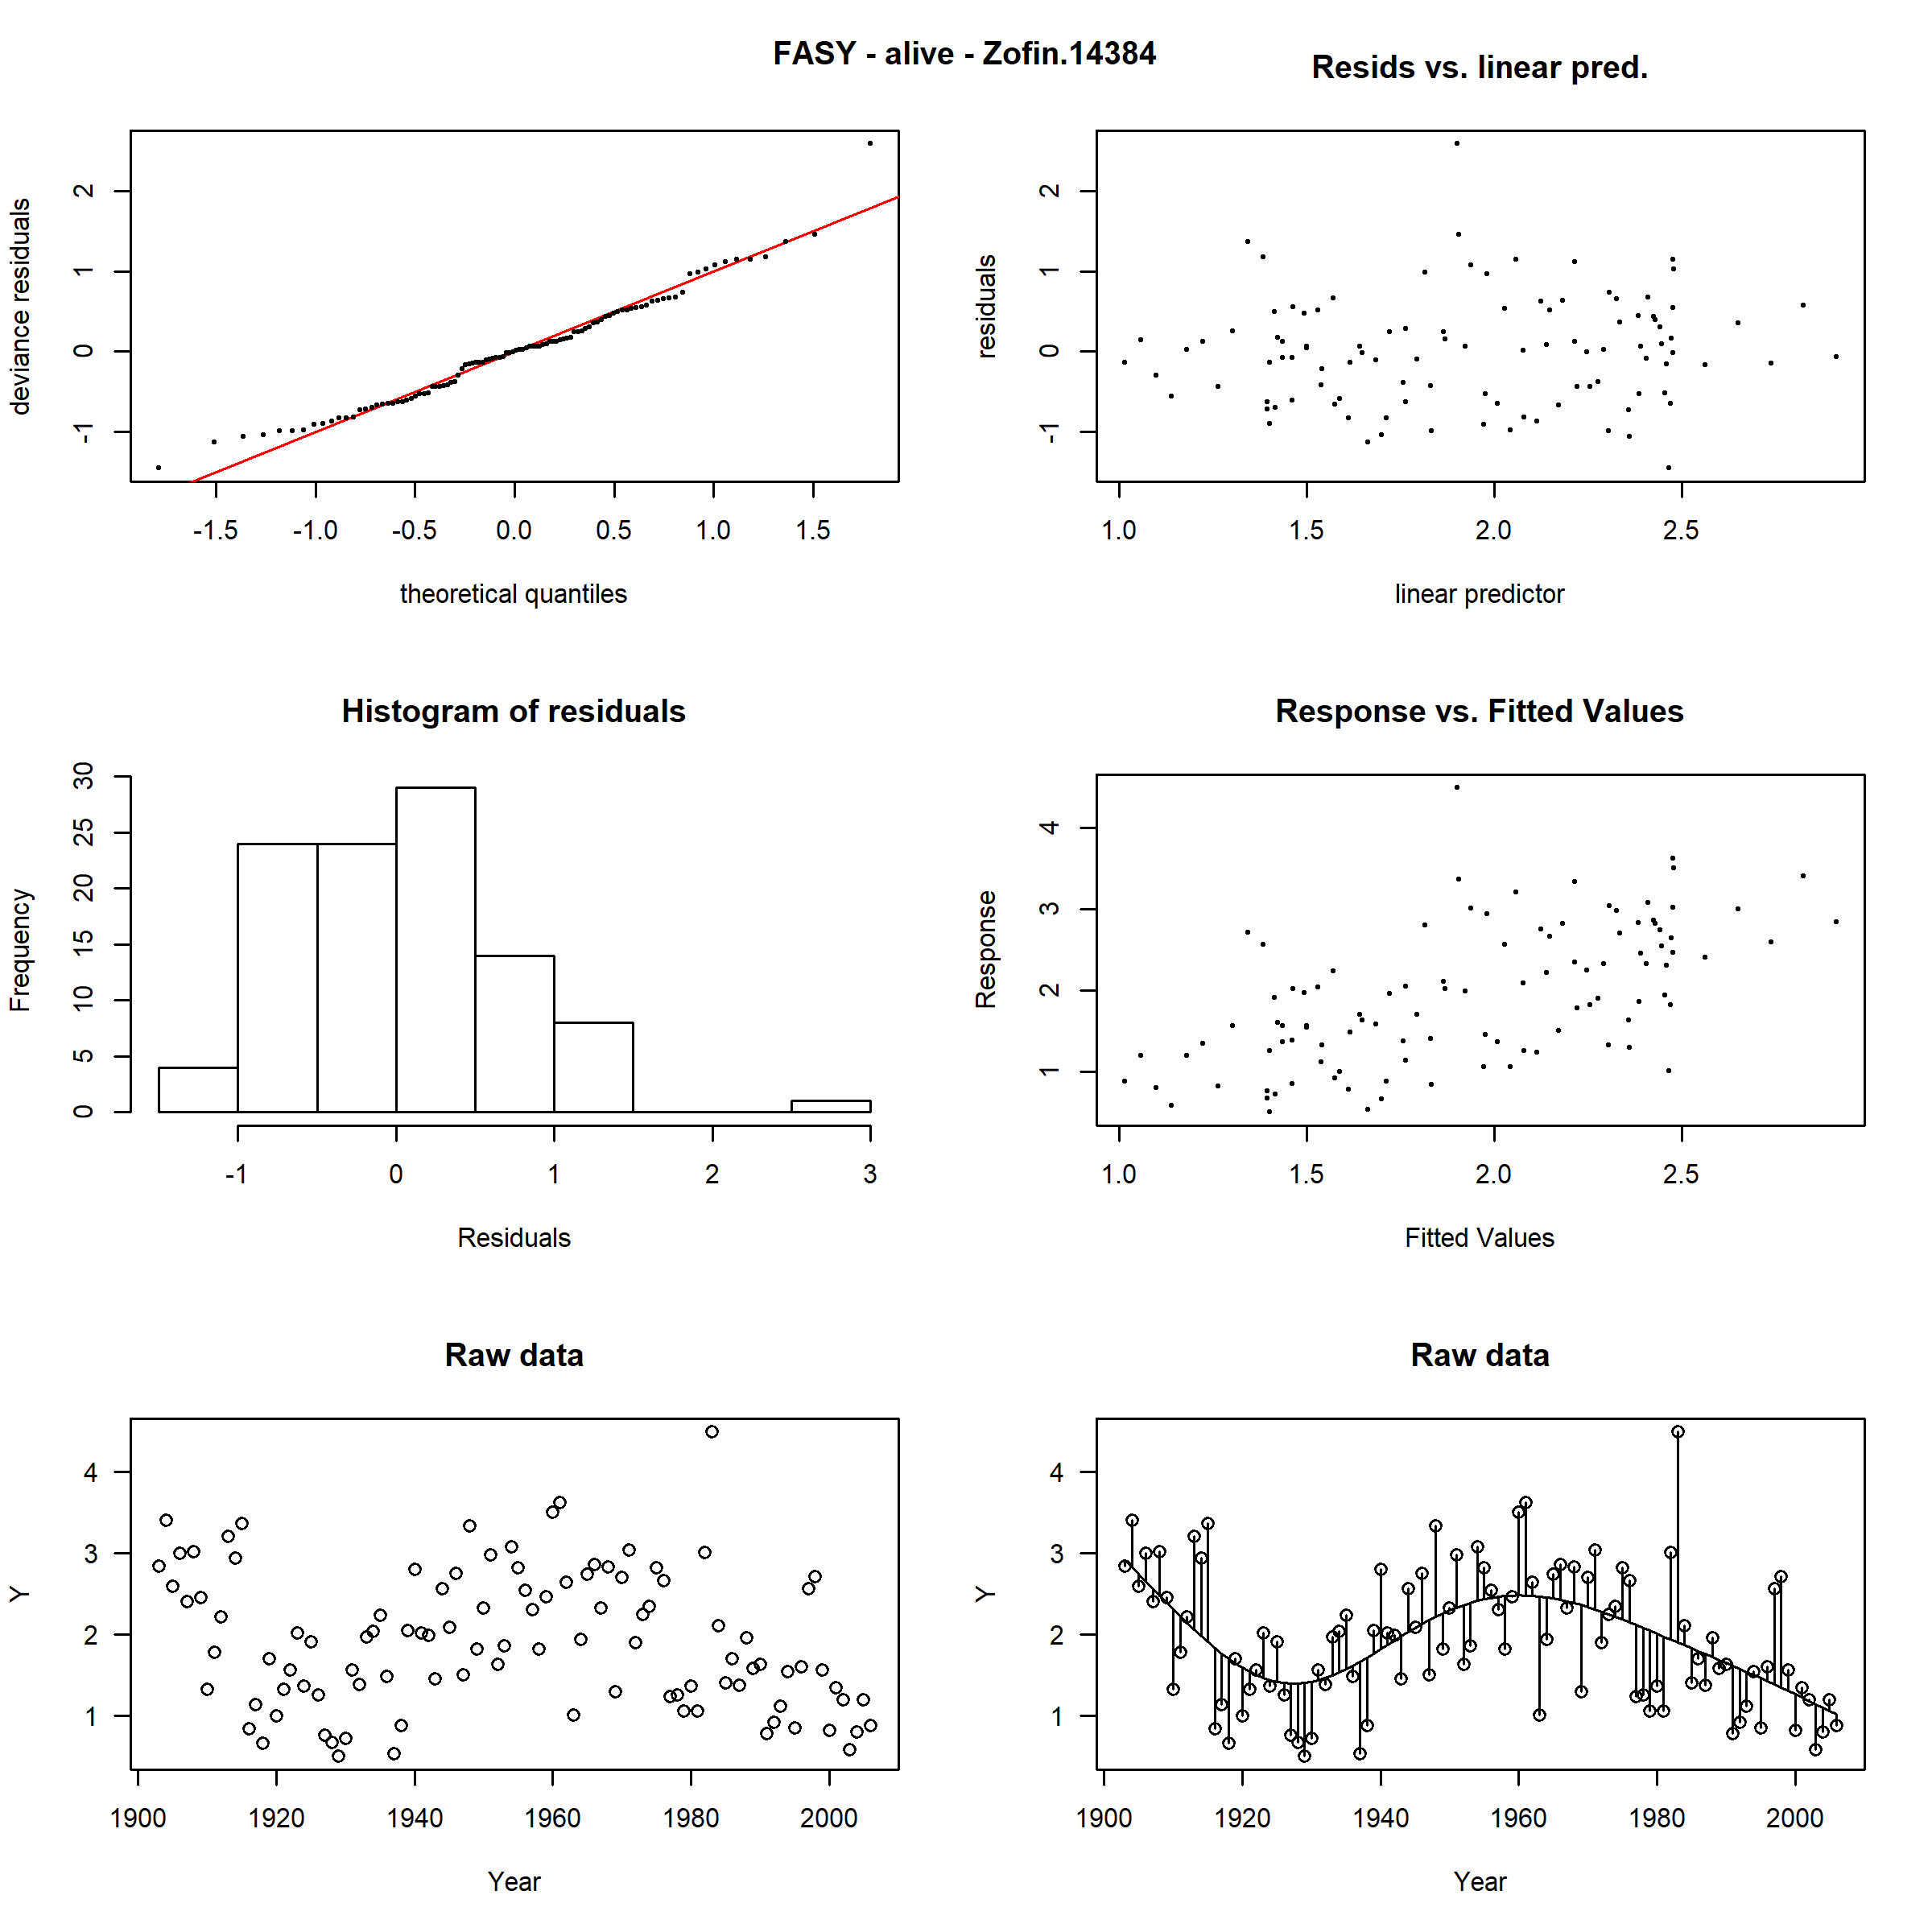 FASY - alive - Zofin.14384
Resids vs. linear pred.
deviance residuals
2
1
0
-1
-1.5 -1.0 -0.5 0.0 0.5 1.0 1.5
theoretical quantiles
residuals
2
1
0
-1
1.0 1.5 2.0 2.5
linear predictor
Histogram of residuals
Frequency
30
25
20
15
10
5
0
-1 0 1 2 3
Residuals
Response vs. Fitted Values
Response
4
3
2
1
1.0 1.5 2.0 2.5
Fitted Values
Raw data
Y
4
3
2
1
1900 1920 1940 1960 1980 2000
Year
Raw data
Y
4
3
2
1
1900 1920 1940 1960 1980 2000
Year